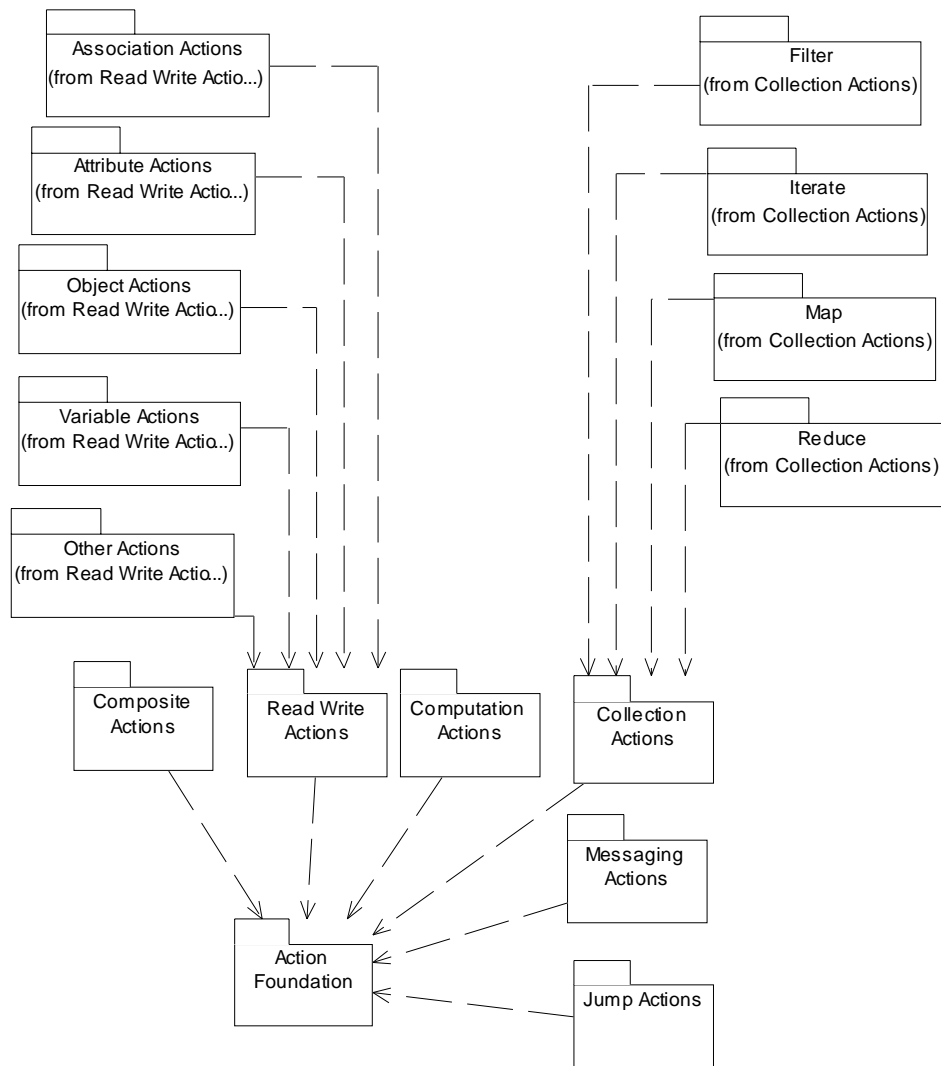 Association Actions
(from Read Write Actio...)
Filter
(from Collection Actions)
Attribute Actions
(from Read Write Actio...)
Iterate
(from Collection Actions)
Object Actions
(from Read Write Actio...)
Map
(from Collection Actions)
Variable Actions
(from Read Write Actio...)
Reduce
(from Collection Actions)
Other Actions
(from Read Write Actio...)
Composite
Actions
Read Write
Actions
Computation
Actions
Collection
Actions
Messaging
Actions
Action
Foundation
Jump Actions